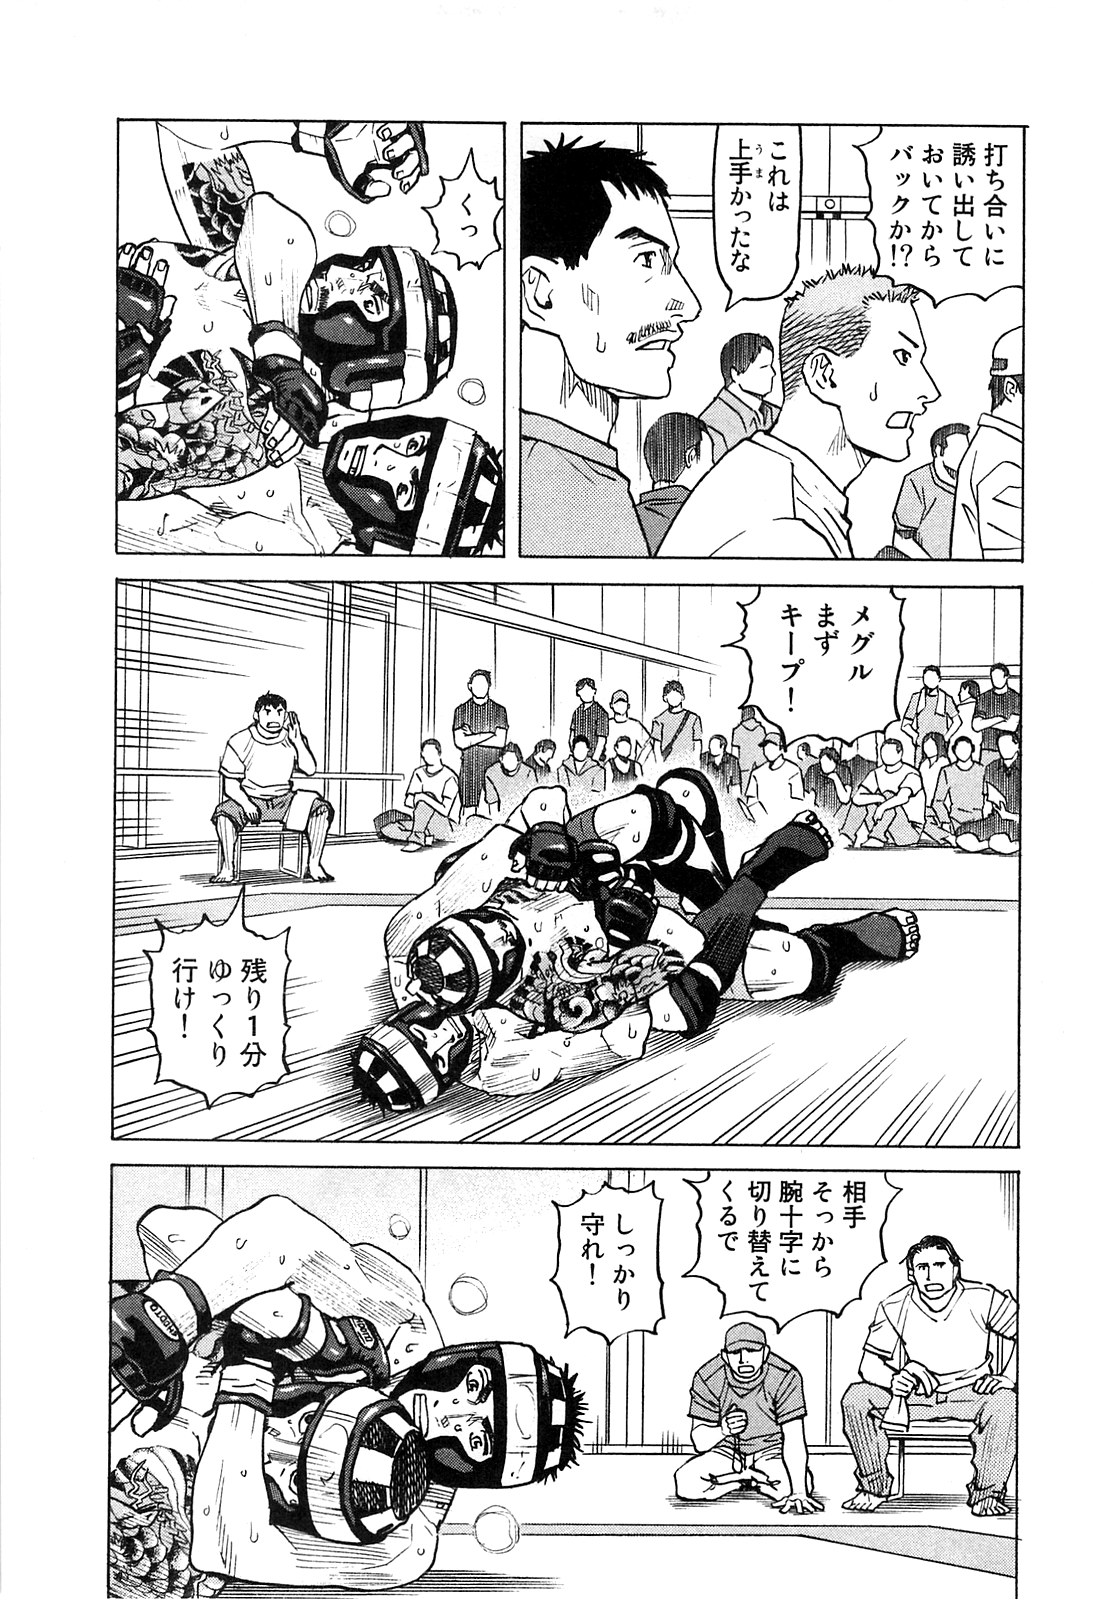 打ち合いに
誘い出して
おいてから
バックか!?
これは
上手かったな
うま
くっ
メグル
まず
キープ!
残り1分
ゆっくり
行け!
相手
そっから
腕十字に
切り替えて
くるで
しっかり
守れ!